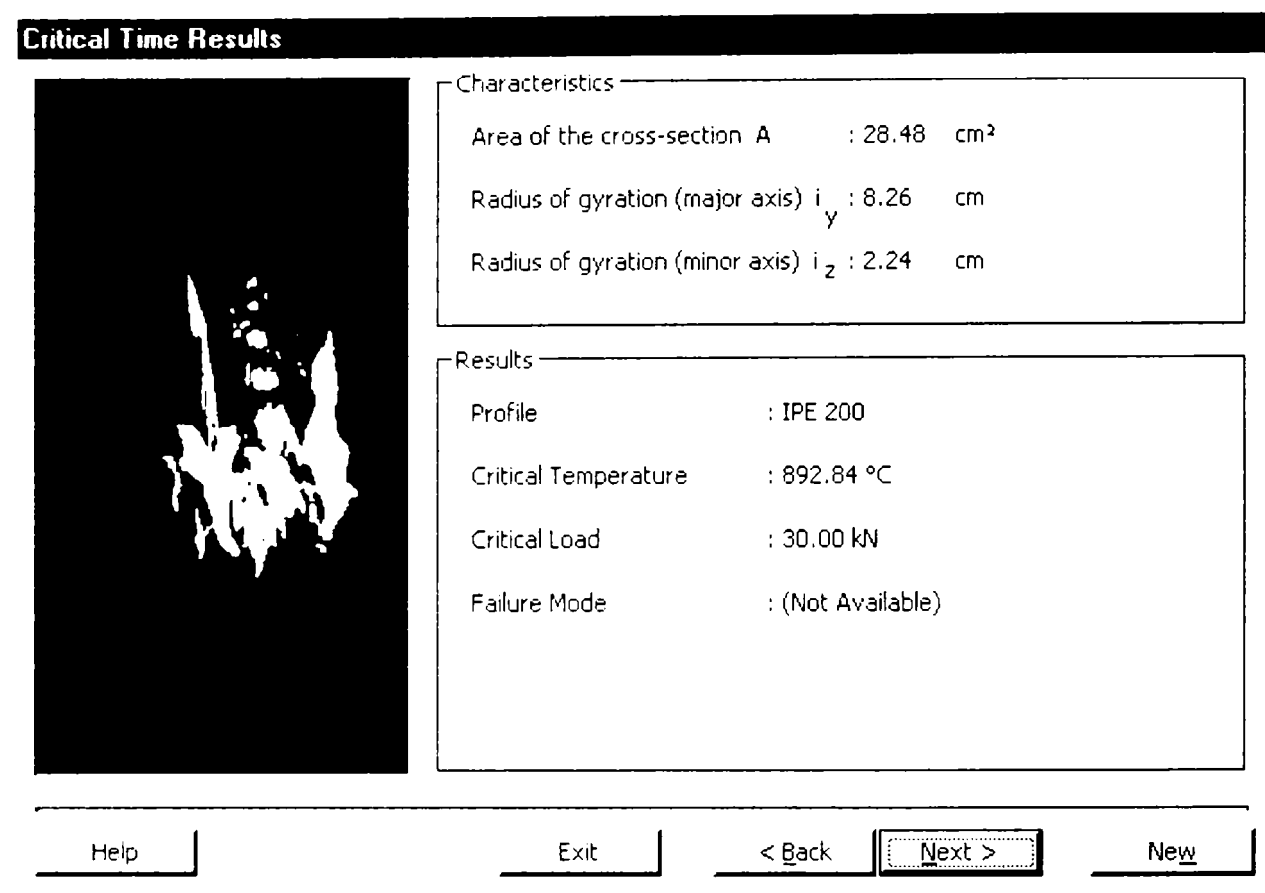 Critical Time Results
Characteristics
Area of the cross-section A : 28.48 cm²
Radius of gyration (major axis) i y : 8.26 cm
Radius of gyration (minor axis) i z : 2.24 cm
Results
Profile : IPE 200
Critical Temperature : 892.84 °C
Critical Load : 30.00 kN
Failure Mode : (Not Available)
Help Exit < Back Next > New